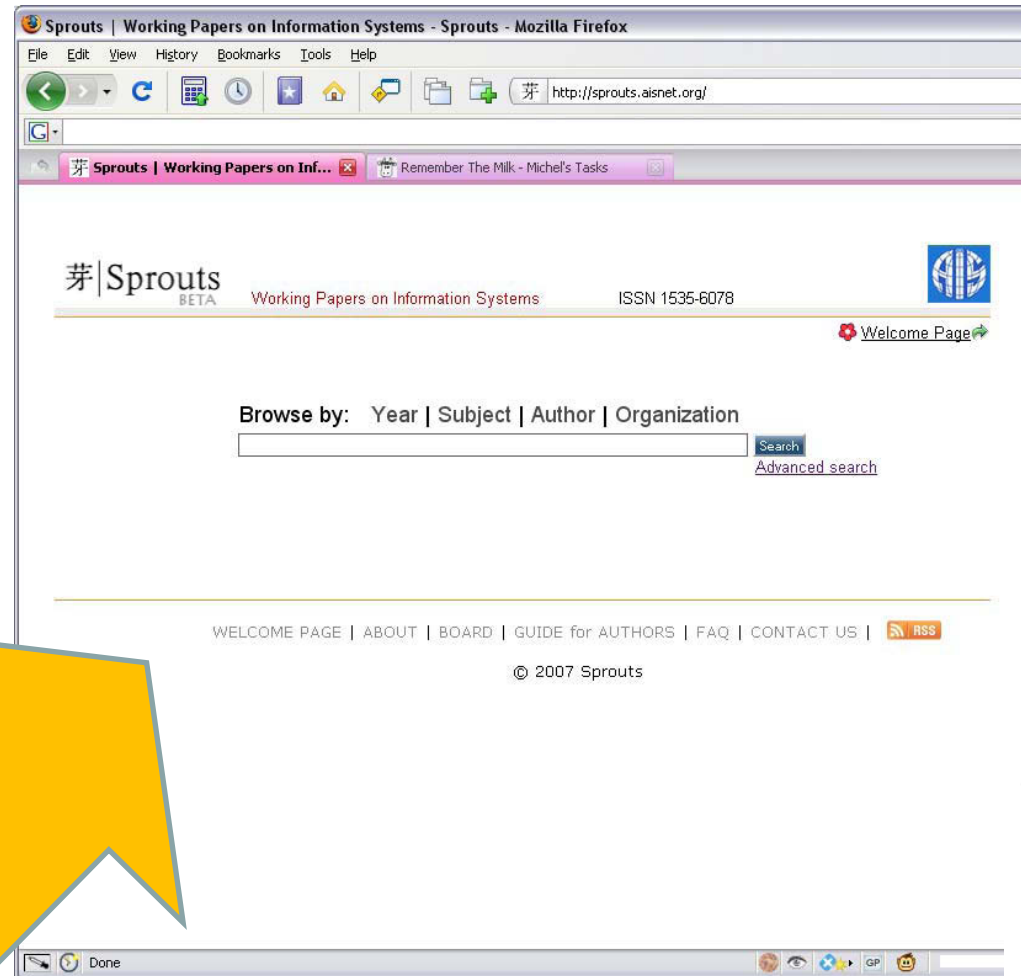 Sprouts | Working Papers on Information Systems - Sprouts - Mozilla Firefox
File Edit View History Bookmarks Tools Help
芽 http://sprouts.aisnet.org/
G
芽 Sprouts | Working Papers on Inf... Remember The Milk - Michel's Tasks
芽|Sprouts
BETA Working Papers on Information Systems ISSN 1535-6078
AIS
Welcome Page
Browse by: Year | Subject | Author | Organization
Search
Advanced search
WELCOME PAGE | ABOUT | BOARD | GUIDE for AUTHORS | FAQ | CONTACT US | RSS
© 2007 Sprouts
Done GP